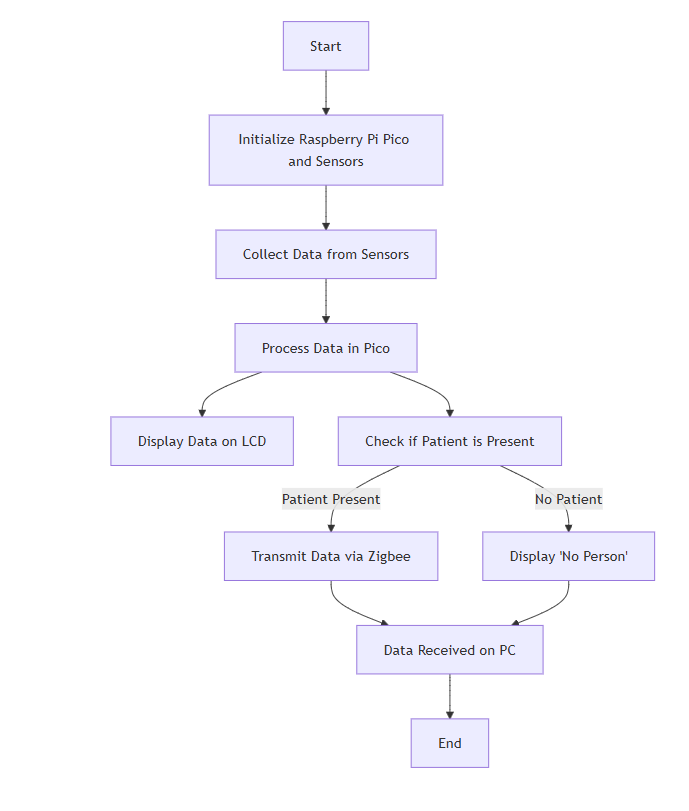 Start
Initialize Raspberry Pi Pico
and Sensors
Collect Data from Sensors
Process Data in Pico
Display Data on LCD
Check if Patient is Present
Patient Present
No Patient
Transmit Data via Zigbee
Display 'No Person'
Data Received on PC
End